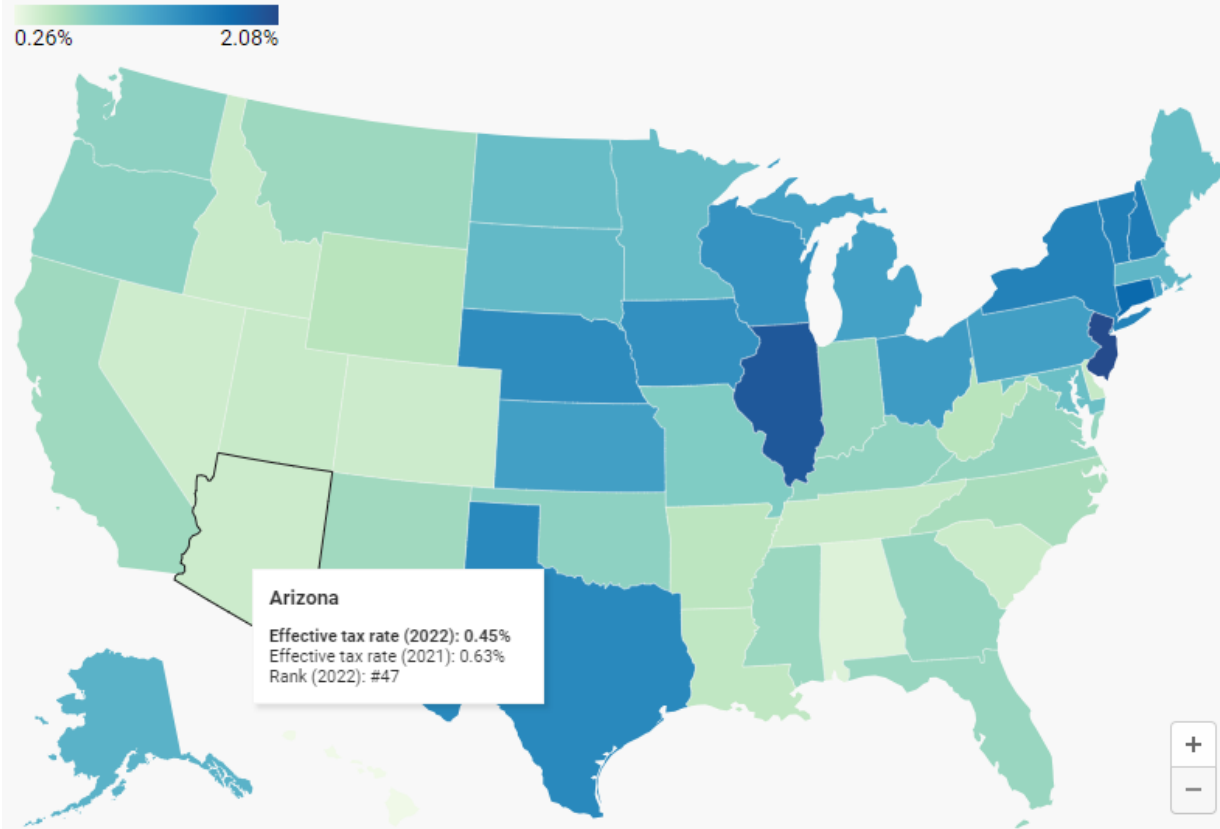 0.26% 2.08%
Arizona
Effective tax rate (2022): 0.45%
Effective tax rate (2021): 0.63%
Rank (2022): #47
+
−